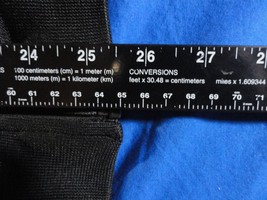 24 25 26 27
100 centimeters (cm) = 1 meter (m) CONVERSIONS
1000 meters (m) = 1 kilometer (km) feet x 30.48 = centimeters miles x 1.609344
60 61 62 63 64 65 66 67 68 69 70 71